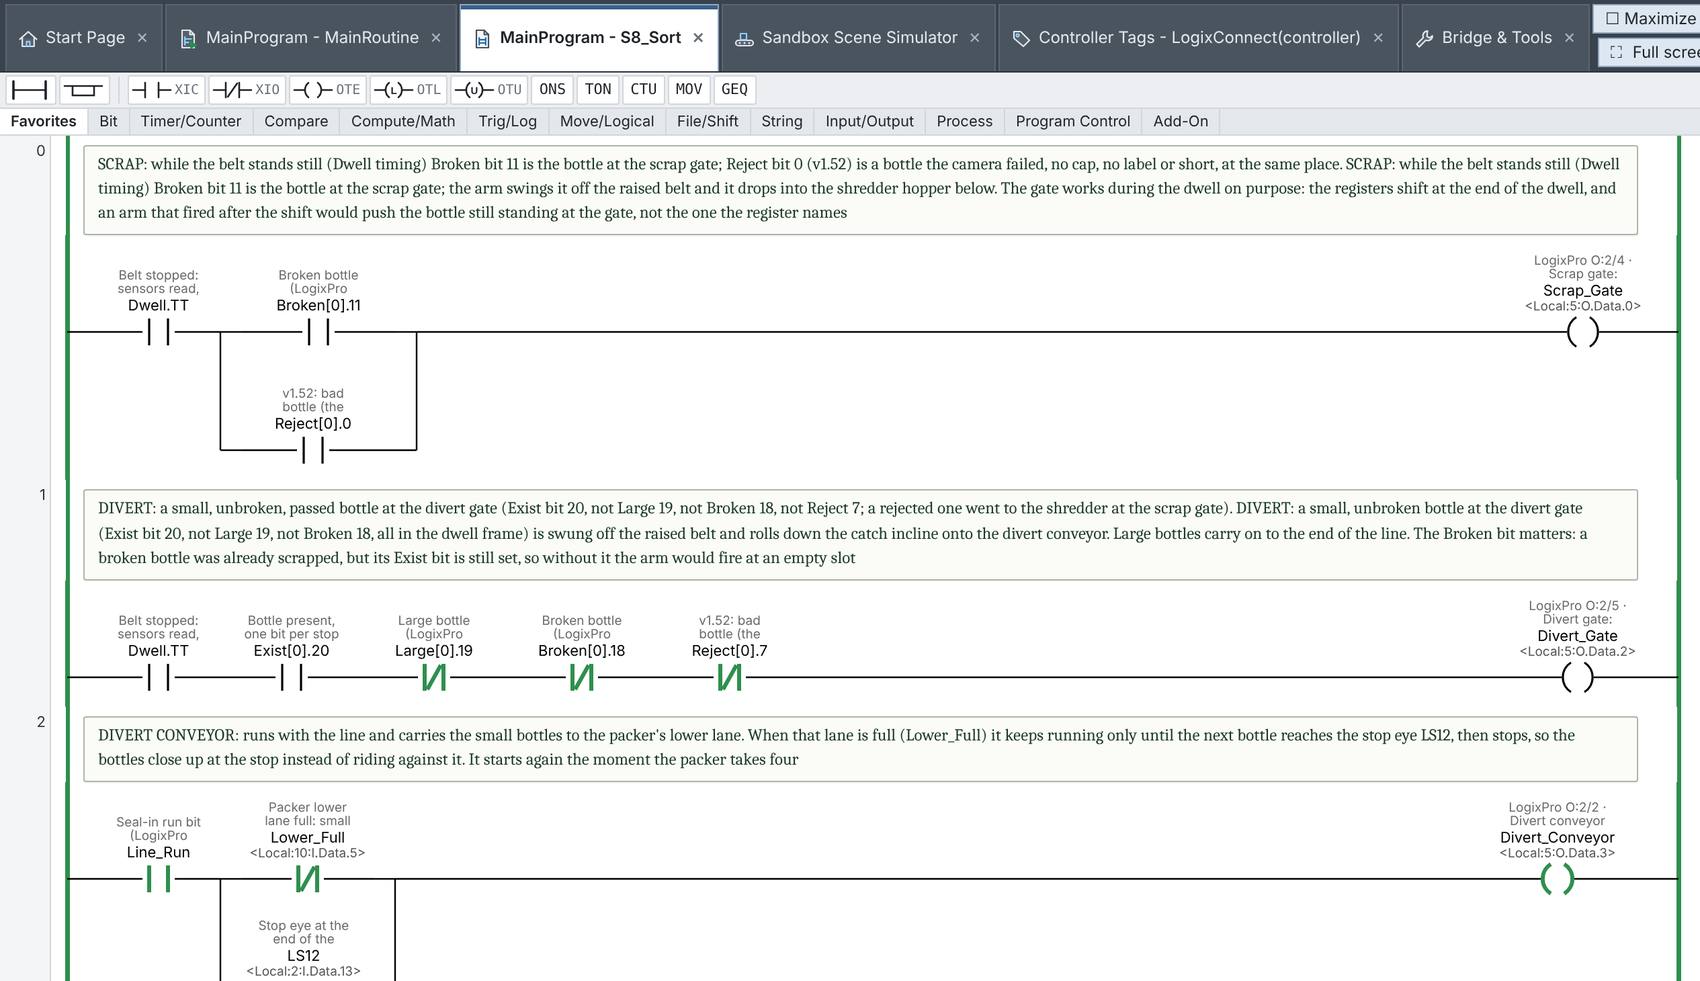 Start Page ×
MainProgram - MainRoutine ×
MainProgram - S8_Sort ×
Sandbox Scene Simulator ×
Controller Tags - LogixConnect(controller) ×
Bridge & Tools ×
Maximize
Full scree
XIC XIO OTE L OTL U OTU ONS TON CTU MOV GEQ
Favorites Bit Timer/Counter Compare Compute/Math Trig/Log Move/Logical File/Shift String Input/Output Process Program Control Add-On
0
SCRAP: while the belt stands still (Dwell timing) Broken bit 11 is the bottle at the scrap gate; Reject bit 0 (v1.52) is a bottle the camera failed, no cap, no label or short, at the same place. SCRAP: while the belt stands still (Dwell
timing) Broken bit 11 is the bottle at the scrap gate; the arm swings it off the raised belt and it drops into the shredder hopper below. The gate works during the dwell on purpose: the registers shift at the end of the dwell, and
an arm that fired after the shift would push the bottle still standing at the gate, not the one the register names
Belt stopped:
sensors read,
Dwell.TT
Broken bottle
(LogixPro
Broken[0].11
LogixPro O:2/4 ·
Scrap gate:
Scrap_Gate
<Local:5:O.Data.0>
v1.52: bad
bottle (the
Reject[0].0
1
DIVERT: a small, unbroken, passed bottle at the divert gate (Exist bit 20, not Large 19, not Broken 18, not Reject 7; a rejected one went to the shredder at the scrap gate). DIVERT: a small, unbroken bottle at the divert gate
(Exist bit 20, not Large 19, not Broken 18, all in the dwell frame) is swung off the raised belt and rolls down the catch incline onto the divert conveyor. Large bottles carry on to the end of the line. The Broken bit matters: a
broken bottle was already scrapped, but its Exist bit is still set, so without it the arm would fire at an empty slot
Belt stopped:
sensors read,
Dwell.TT
Bottle present,
one bit per stop
Exist[0].20
Large bottle
(LogixPro
Large[0].19
Broken bottle
(LogixPro
Broken[0].18
v1.52: bad
bottle (the
Reject[0].7
LogixPro O:2/5 ·
Divert gate:
Divert_Gate
<Local:5:O.Data.2>
2
DIVERT CONVEYOR: runs with the line and carries the small bottles to the packer's lower lane. When that lane is full (Lower_Full) it keeps running only until the next bottle reaches the stop eye LS12, then stops, so the
bottles close up at the stop instead of riding against it. It starts again the moment the packer takes four
Seal-in run bit
(LogixPro
Line_Run
Packer lower
lane full: small
Lower_Full
<Local:10:I.Data.5>
LogixPro O:2/2 ·
Divert conveyor
Divert_Conveyor
<Local:5:O.Data.3>
Stop eye at the
end of the
LS12
<Local:2:I.Data.13>